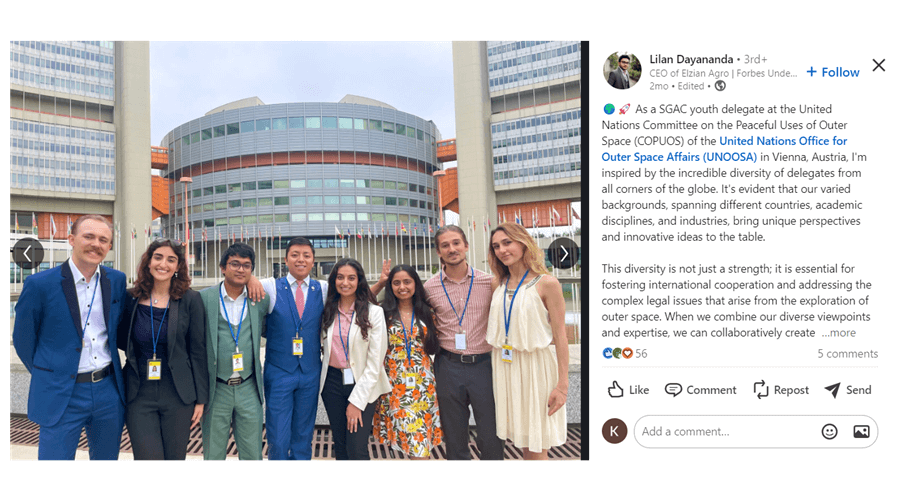 Lilan Dayananda • 3rd+
CEO of Elzian Agro | Forbes Unde...
2mo • Edited •
+ Follow
🌎 🚀 As a SGAC youth delegate at the United
Nations Committee on the Peaceful Uses of Outer
Space (COPUOS) of the United Nations Office for
Outer Space Affairs (UNOOSA) in Vienna, Austria, I'm
inspired by the incredible diversity of delegates from
all corners of the globe. It's evident that our varied
backgrounds, spanning different countries, academic
disciplines, and industries, bring unique perspectives
and innovative ideas to the table.
This diversity is not just a strength; it is essential for
fostering international cooperation and addressing the
complex legal issues that arise from the exploration of
outer space. When we combine our diverse viewpoints
and expertise, we can collaboratively create ...more
56
5 comments
Like
Comment
Repost
Send
K
Add a comment...